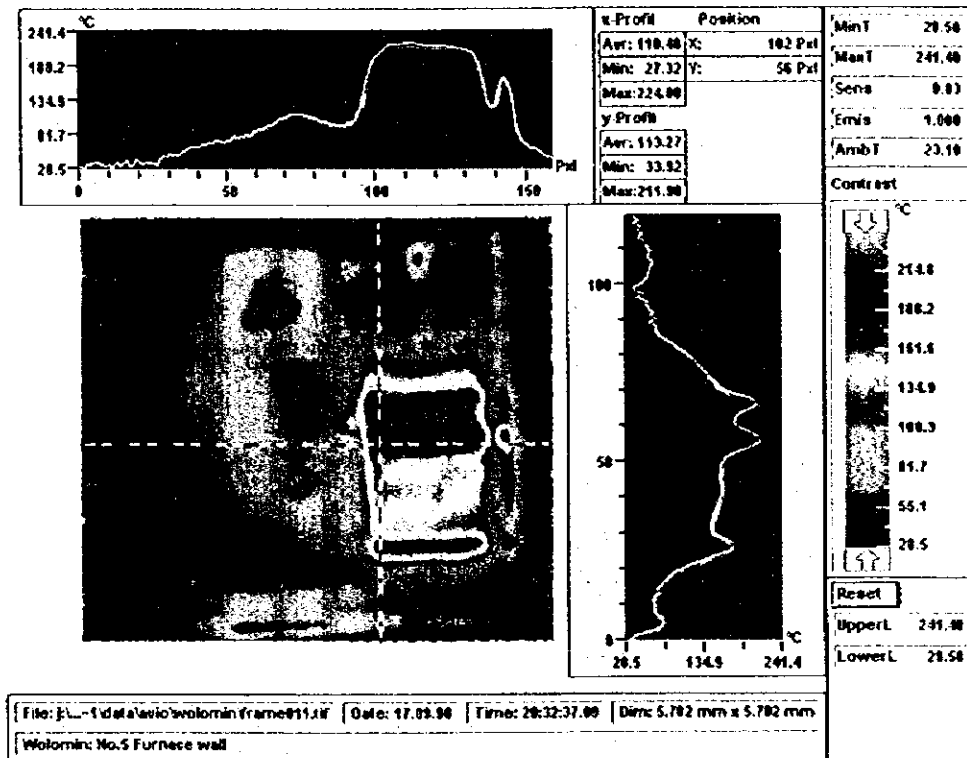 °C
241.4
188.2
134.9
81.7
28.5
0 50 100 150
Pxl
x-Profil Position
Avr: 110.40 X: 102 Pxl
Min: 27.32 Y: 56 Pxl
Max: 224.00
y-Profil
Avr: 113.27
Min: 33.92
Max: 211.90
MinT 28.50
MaxT 241.40
Sens 0.03
Emis 1.000
AmbT 23.10
Contrast
°C
214.8
188.2
161.6
134.9
108.3
81.7
55.1
28.5
Reset
UpperL 241.40
LowerL 28.50
100
50
0
°C
28.5 134.9 241.4
Date: 17.09.98 Time: 20:32:37.09 Dim: 5.702 mm x 5.702 mm
Wolomin: No.5 Furnace wall